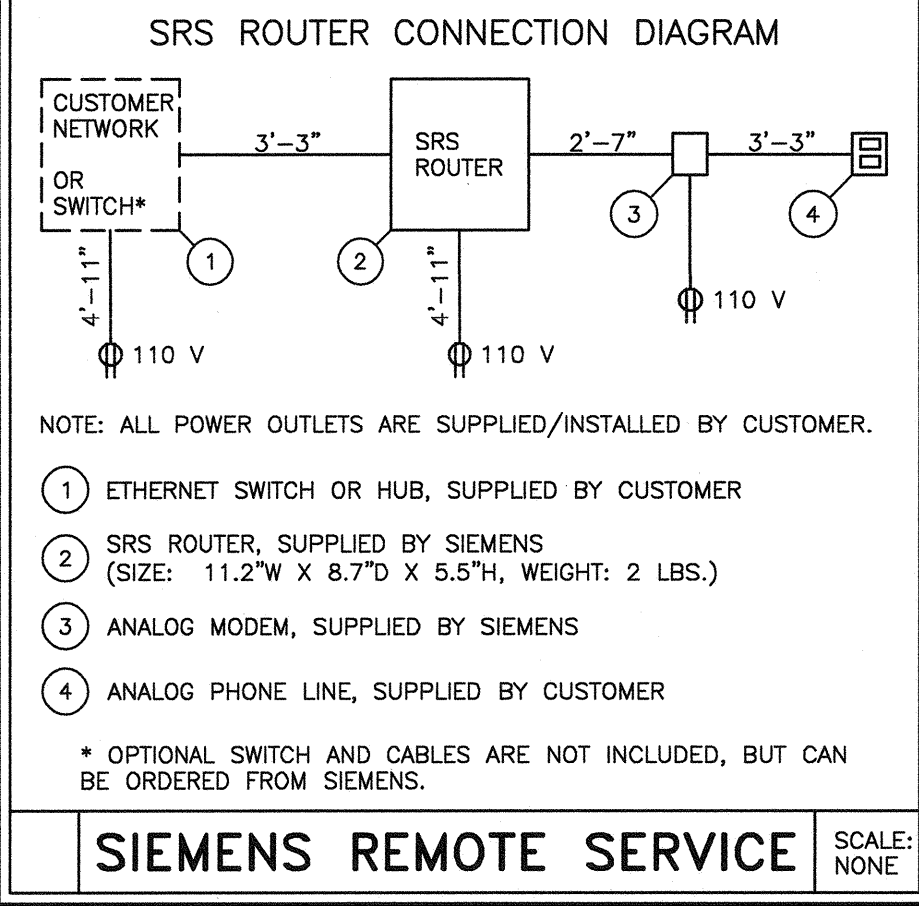 SRS ROUTER CONNECTION DIAGRAM
CUSTOMER
NETWORK
OR
SWITCH*
3'-3"
SRS
ROUTER
2'-7"
3'-3"
1
2
3
4
4'-11"
110 V
4'-11"
110 V
110 V
NOTE: ALL POWER OUTLETS ARE SUPPLIED/INSTALLED BY CUSTOMER.
1 ETHERNET SWITCH OR HUB, SUPPLIED BY CUSTOMER
2 SRS ROUTER, SUPPLIED BY SIEMENS
(SIZE: 11.2"W X 8.7"D X 5.5"H, WEIGHT: 2 LBS.)
3 ANALOG MODEM, SUPPLIED BY SIEMENS
4 ANALOG PHONE LINE, SUPPLIED BY CUSTOMER
* OPTIONAL SWITCH AND CABLES ARE NOT INCLUDED, BUT CAN
BE ORDERED FROM SIEMENS.
SIEMENS REMOTE SERVICE
SCALE:
NONE